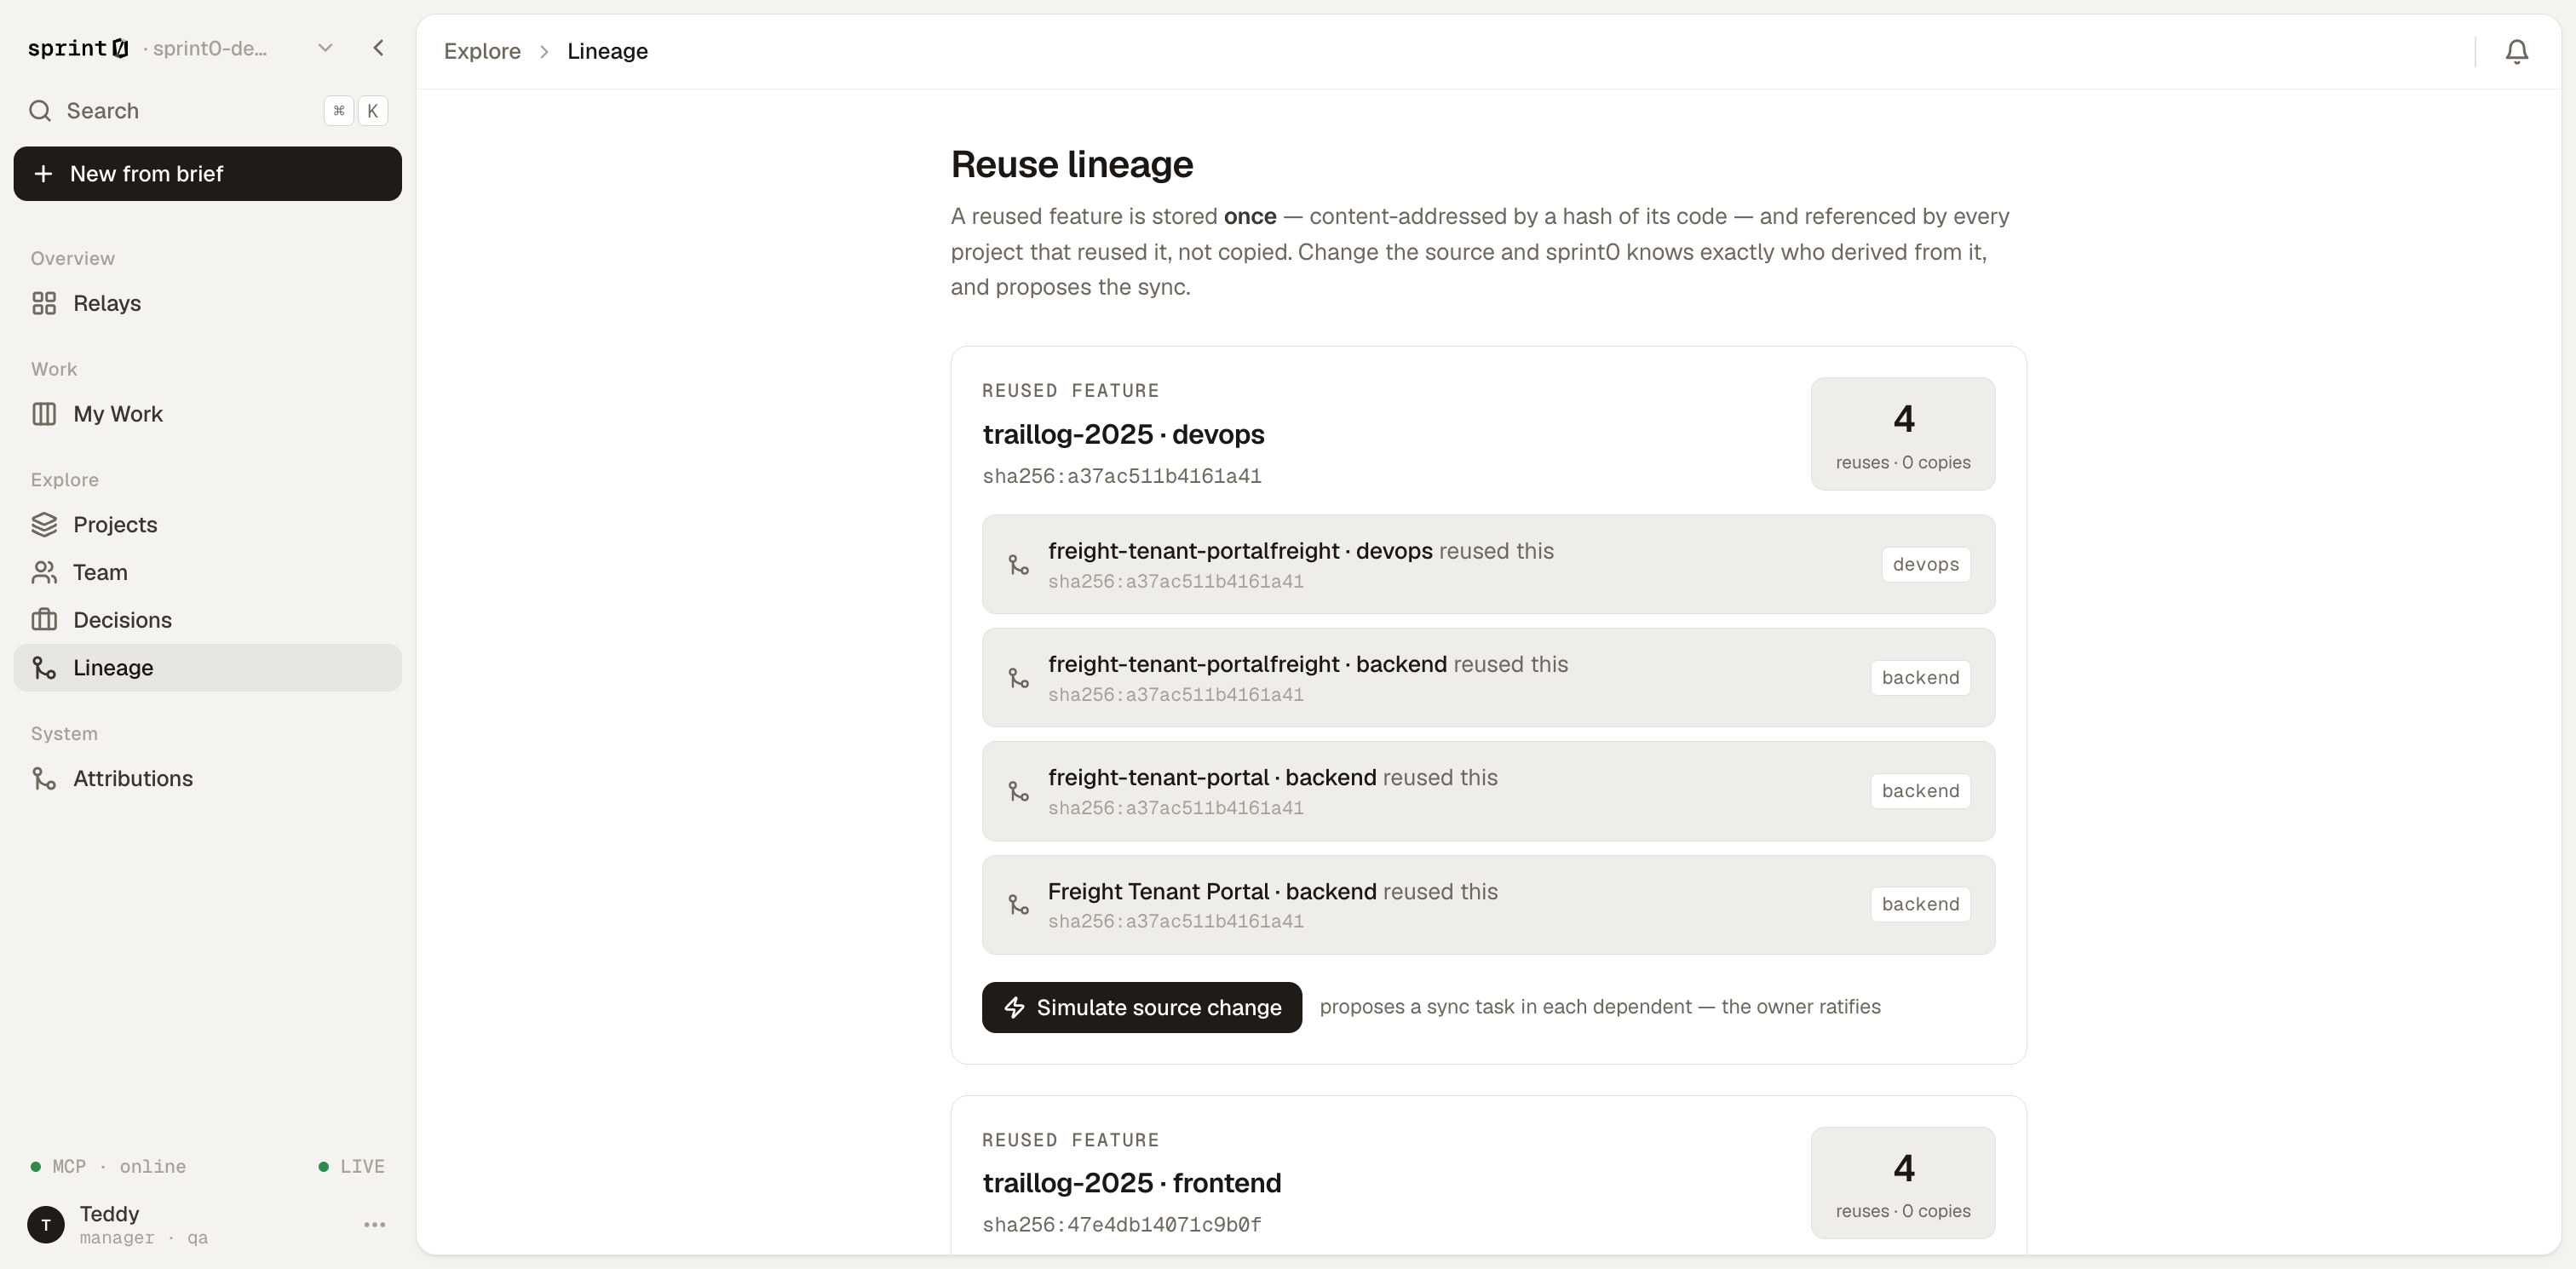 sprint0 · sprint0-de...
Search ⌘ K
New from brief
Overview
Relays
Work
My Work
Explore
Projects
Team
Decisions
Lineage
System
Attributions
MCP · online LIVE
T Teddy
manager · qa
Explore > Lineage
Reuse lineage
A reused feature is stored once — content-addressed by a hash of its code — and referenced by every
project that reused it, not copied. Change the source and sprint0 knows exactly who derived from it,
and proposes the sync.
REUSED FEATURE
traillog-2025 · devops
sha256:a37ac511b4161a41
4
reuses · 0 copies
freight-tenant-portalfreight · devops reused this
sha256:a37ac511b4161a41
devops
freight-tenant-portalfreight · backend reused this
sha256:a37ac511b4161a41
backend
freight-tenant-portal · backend reused this
sha256:a37ac511b4161a41
backend
Freight Tenant Portal · backend reused this
sha256:a37ac511b4161a41
backend
Simulate source change proposes a sync task in each dependent — the owner ratifies
REUSED FEATURE
traillog-2025 · frontend
sha256:47e4db14071c9b0f
4
reuses · 0 copies